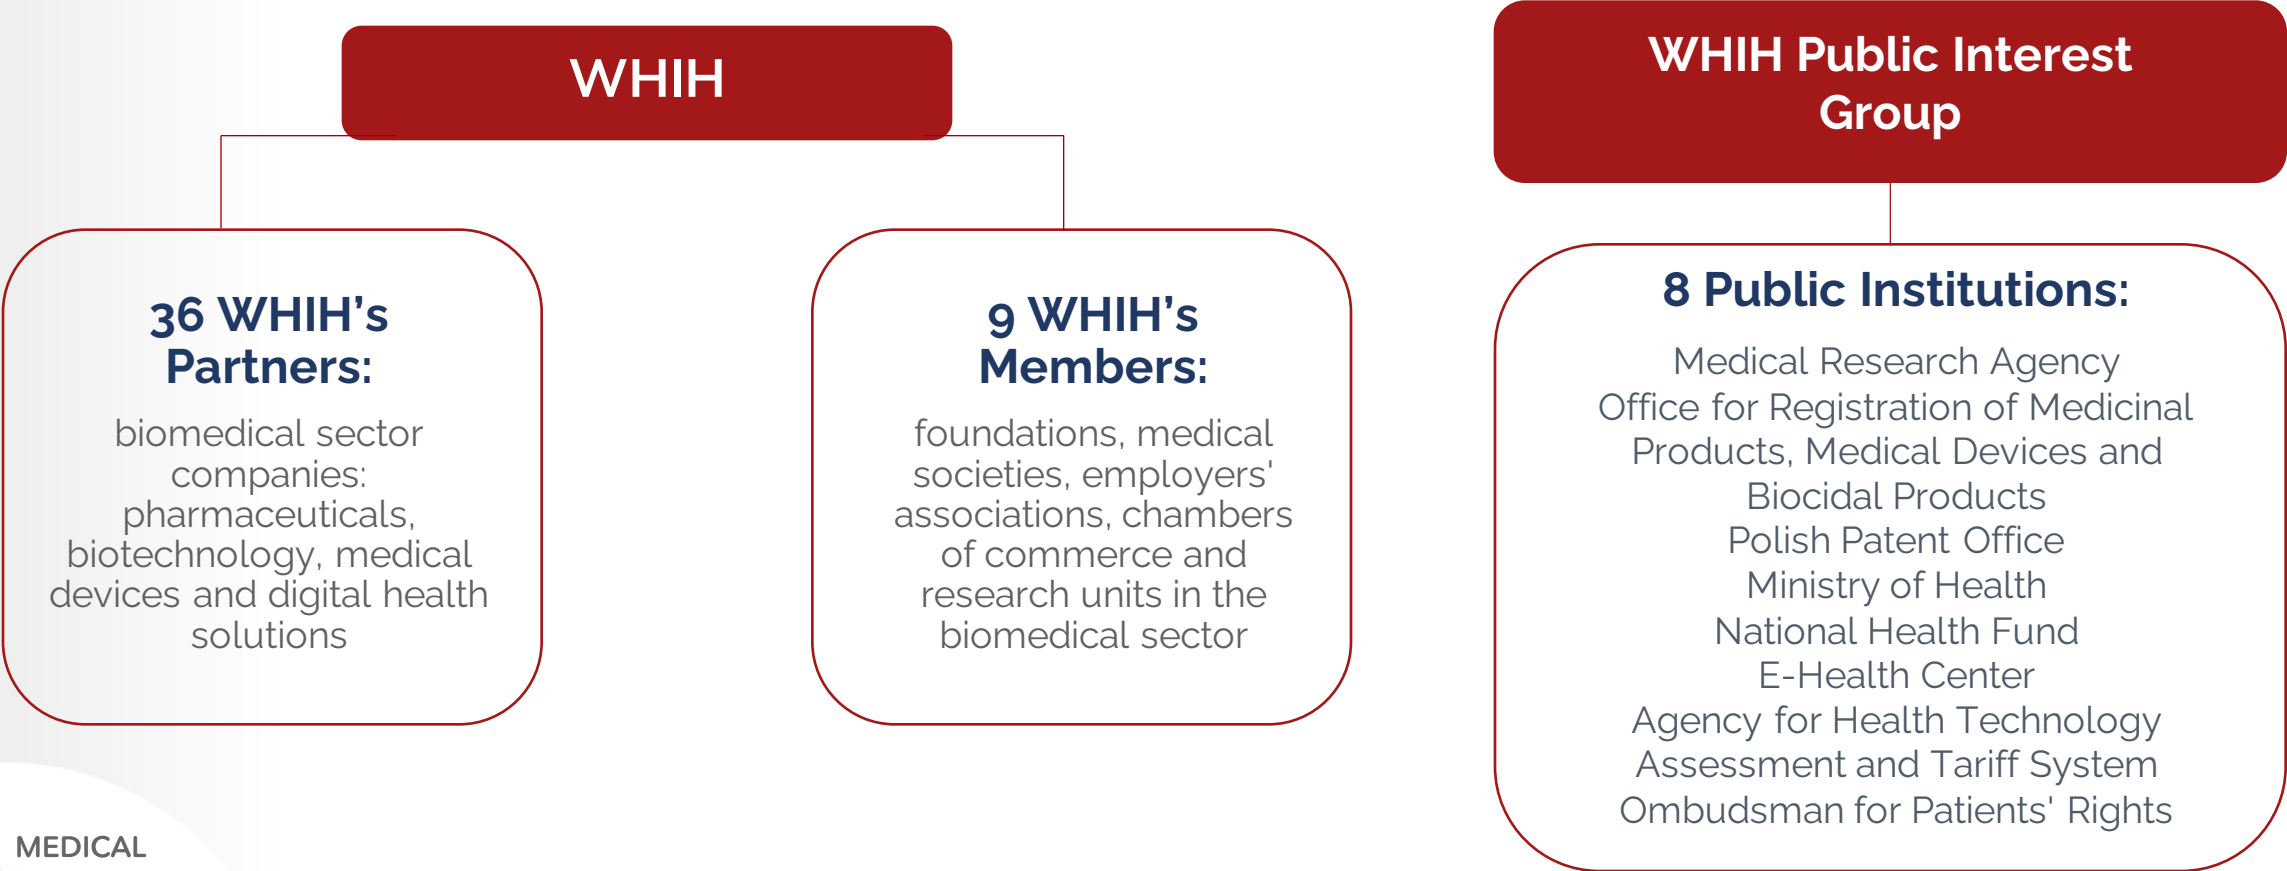 WHIH
36 WHIH’s
Partners:
biomedical sector
companies:
pharmaceuticals,
biotechnology, medical
devices and digital health
solutions
9 WHIH’s
Members:
foundations, medical
societies, employers'
associations, chambers
of commerce and
research units in the
biomedical sector
WHIH Public Interest
Group
8 Public Institutions:
Medical Research Agency
Office for Registration of Medicinal
Products, Medical Devices and
Biocidal Products
Polish Patent Office
Ministry of Health
National Health Fund
E-Health Center
Agency for Health Technology
Assessment and Tariff System
Ombudsman for Patients' Rights
MEDICAL